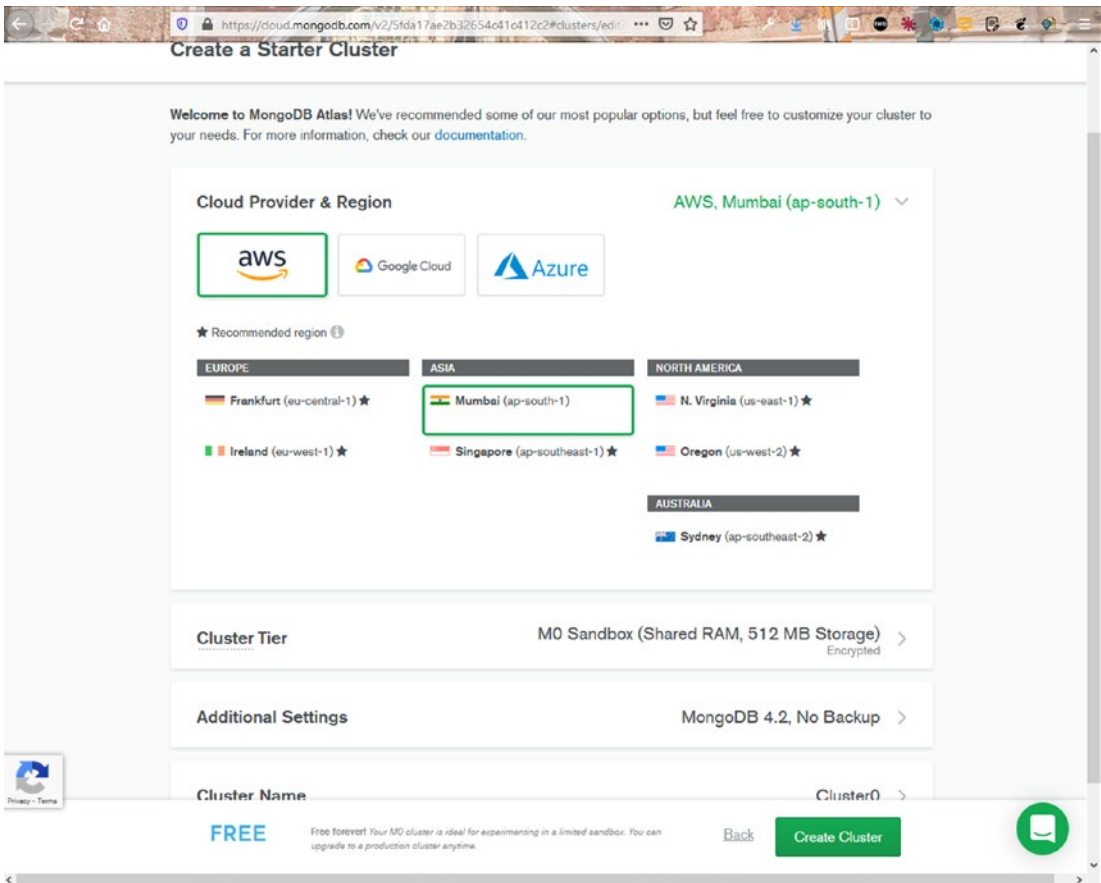 https://cloud.mongodb.com/v2/5fda17ae2b32654c41c412c2#clusters/edi
Create a Starter Cluster
Welcome to MongoDB Atlas! We've recommended some of our most popular options, but feel free to customize your cluster to
your needs. For more information, check our documentation.
Cloud Provider & Region
AWS, Mumbai (ap-south-1)
aws
Google Cloud
Azure
★ Recommended region
EUROPE
Frankfurt (eu-central-1) ★
Ireland (eu-west-1) ★
ASIA
Mumbai (ap-south-1)
Singapore (ap-southeast-1) ★
NORTH AMERICA
N. Virginia (us-east-1) ★
Oregon (us-west-2) ★
AUSTRALIA
Sydney (ap-southeast-2) ★
Cluster Tier
M0 Sandbox (Shared RAM, 512 MB Storage)
Encrypted
Additional Settings
MongoDB 4.2, No Backup
Cluster Name
Cluster0
Privacy - Terms
FREE
Free forever! Your M0 cluster is ideal for experimenting in a limited sandbox. You can
upgrade to a production cluster anytime.
Back
Create Cluster